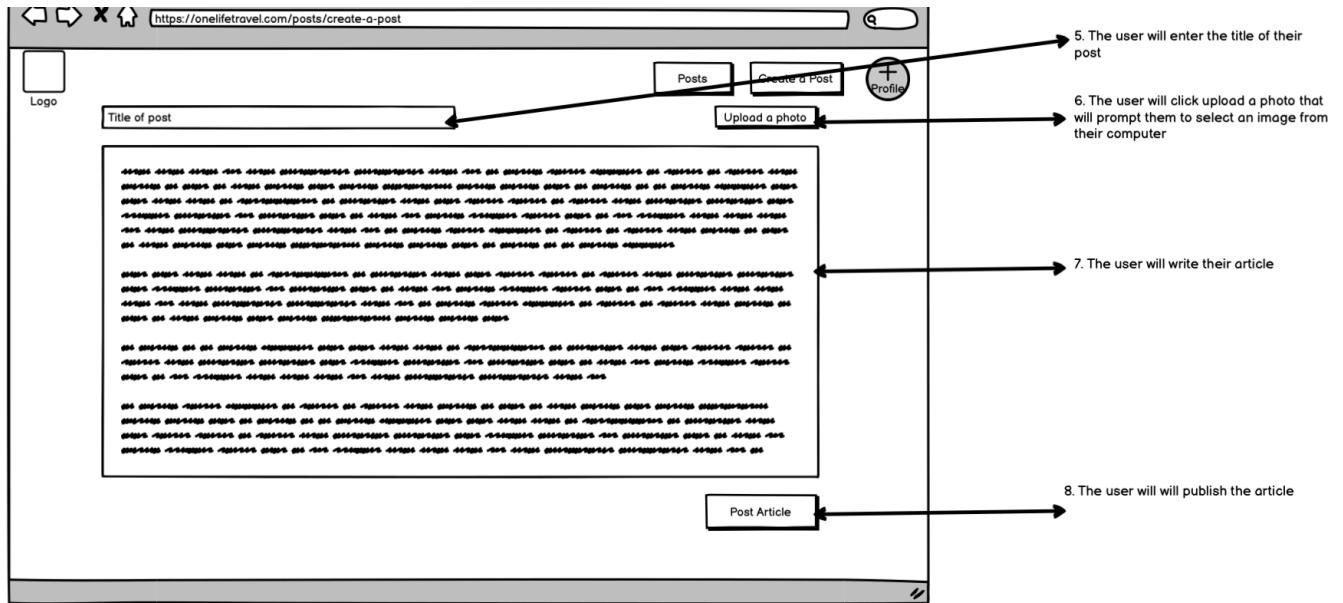 https://onelifetravel.com/posts/create-a-post
Logo
Posts
Create a Post
Profile
Title of post
Upload a photo
Post Article
5. The user will enter the title of their
post
6. The user will click upload a photo that
will prompt them to select an image from
their computer
7. The user will write their article
8. The user will will publish the article